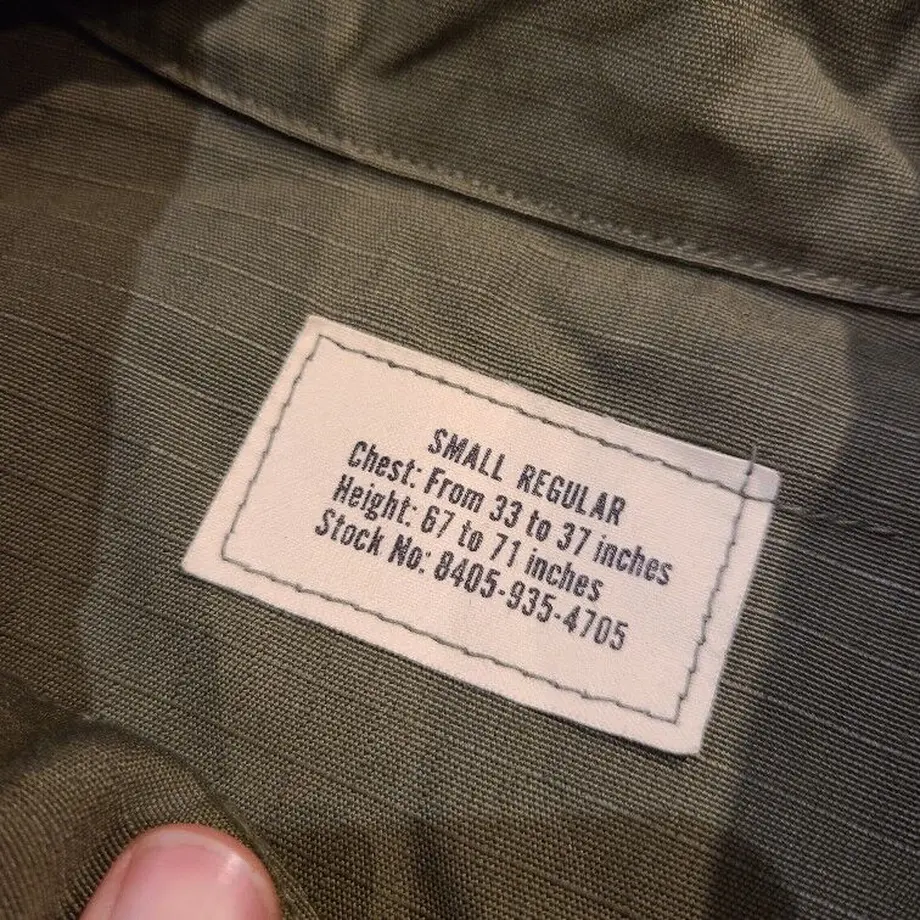 SMALL REGULAR
Chest: From 33 to 37 inches
Height: 67 to 71 inches
Stock No: 8405-935-4705